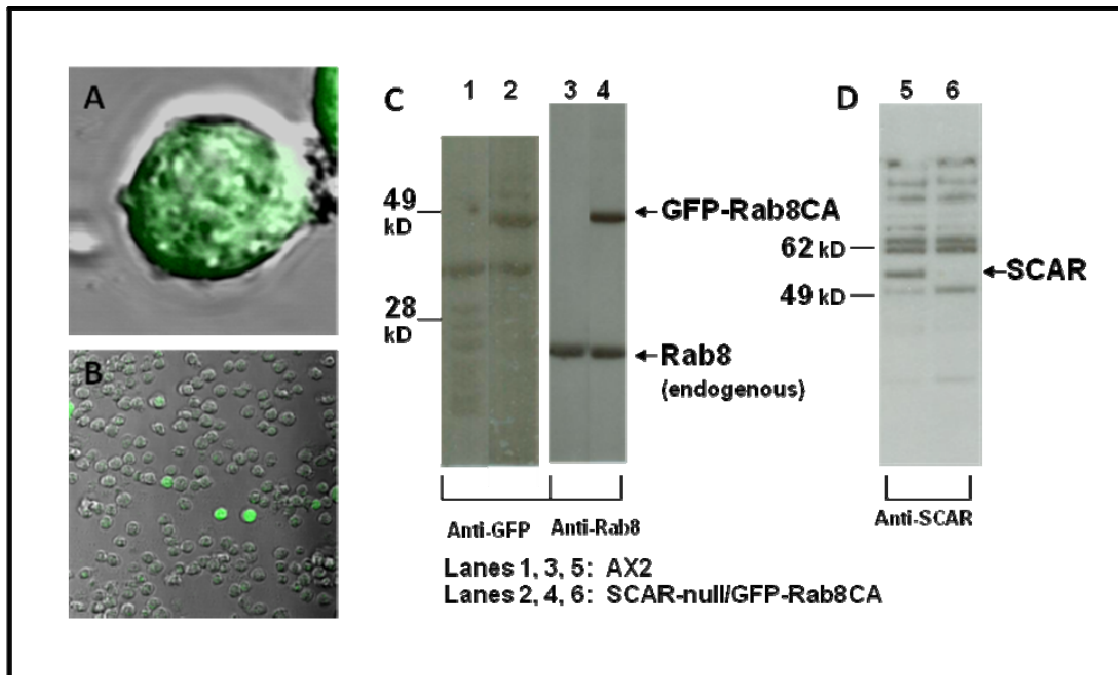 A
B
C
1 2 3 4
49
kD
28
kD
GFP-Rab8CA
Rab8
(endogenous)
Anti-GFP Anti-Rab8
D
5 6
62 kD
49 kD
SCAR
Anti-SCAR
Lanes 1, 3, 5: AX2
Lanes 2, 4, 6: SCAR-null/GFP-Rab8CA